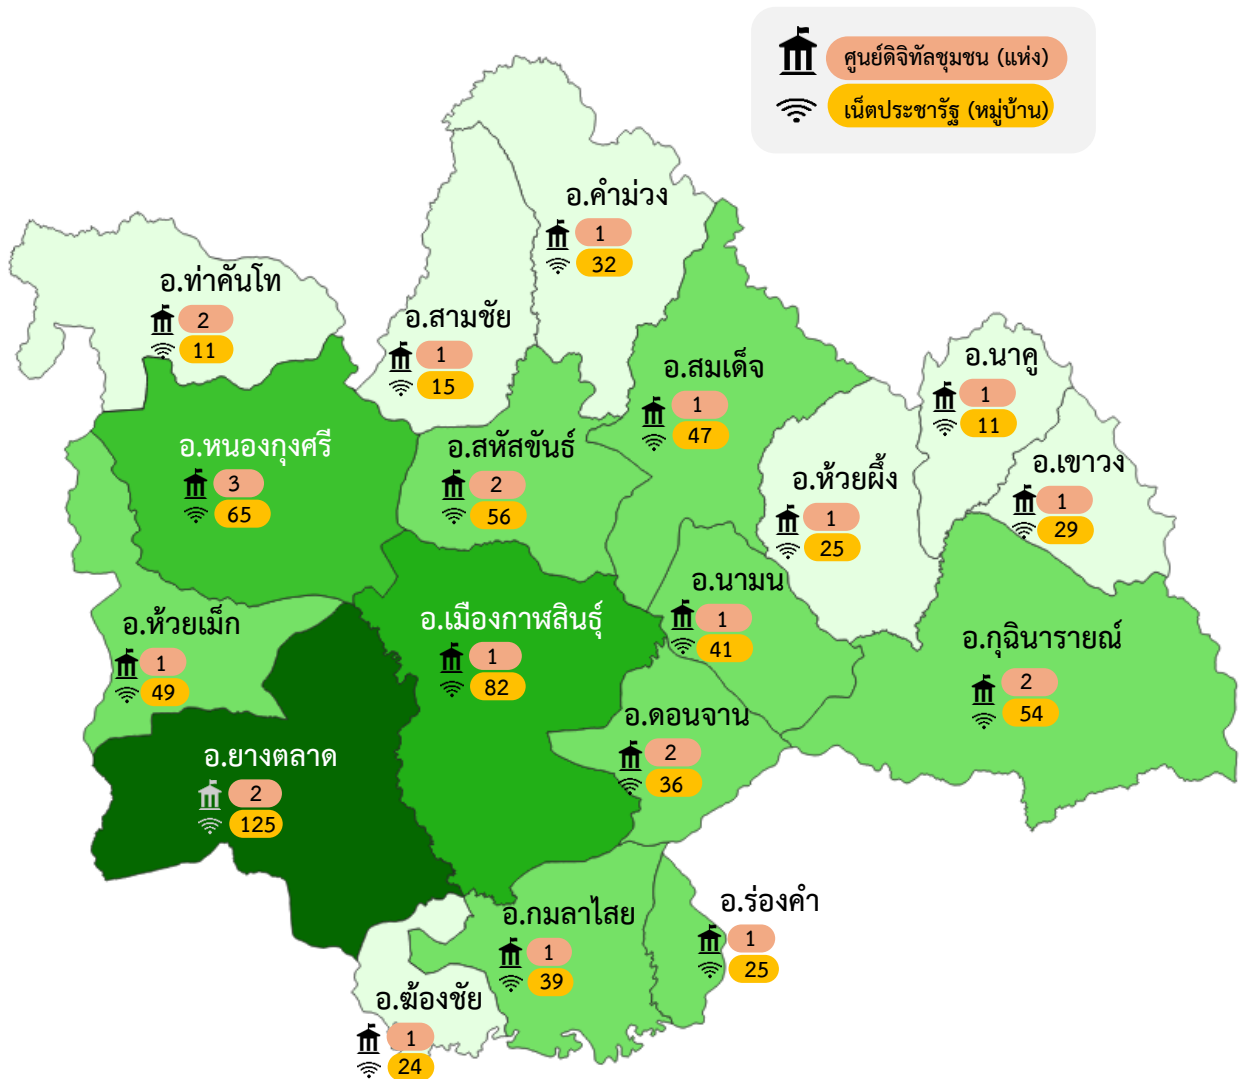 ศูนย์ดิจิทัลชุมชน (แห่ง)
เน็ตประชารัฐ (หมู่บ้าน)
อ.คำม่วง
1
32
อ.ท่าคันโท
2
11
อ.สามชัย
1
15
อ.สมเด็จ
1
47
อ.นาคู
1
11
อ.หนองกุงศรี
3
65
อ.สหัสขันธ์
2
56
อ.ห้วยผึ้ง
1
25
อ.เขาวง
1
29
อ.ห้วยเม็ก
1
49
อ.เมืองกาฬสินธุ์
1
82
อ.นามน
1
41
อ.กุฉินารายณ์
2
54
อ.ยางตลาด
2
125
อ.ดอนจาน
2
36
อ.กมลาไสย
1
39
อ.ร่องคำ
1
25
อ.ฆ้องชัย
1
24